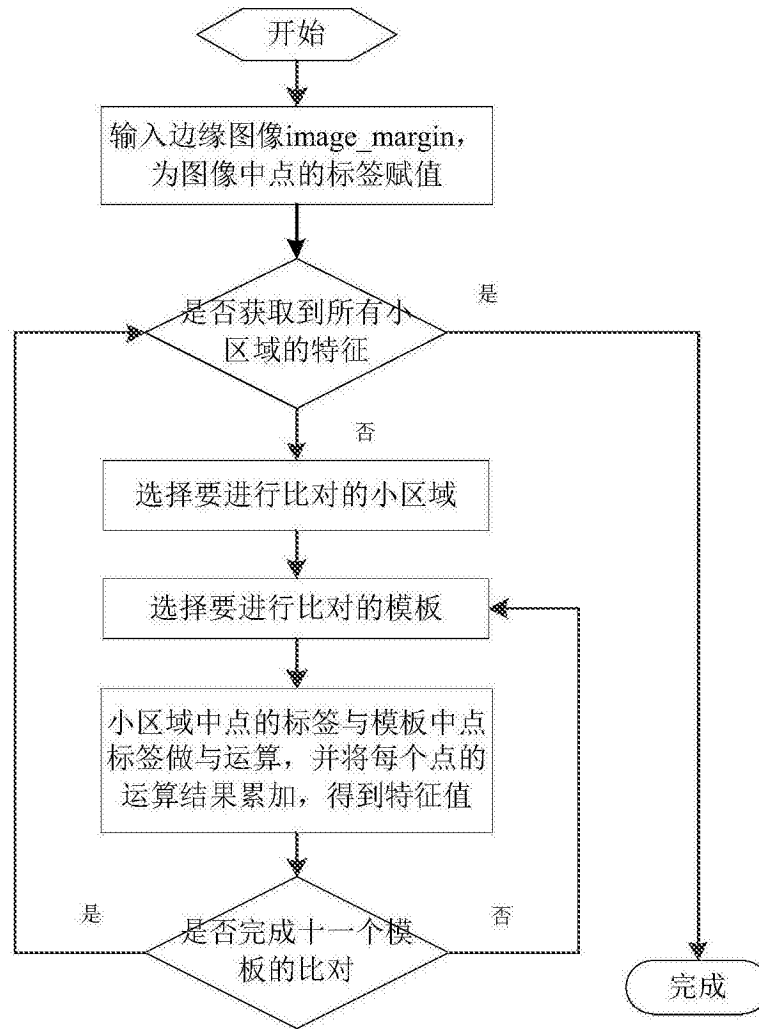 开始
输入边缘图像image_margin，
为图像中点的标签赋值
是否获取到所有小
区域的特征
是
否
选择要进行比对的小区域
选择要进行比对的模板
小区域中点的标签与模板中点
标签做与运算，并将每个点的
运算结果累加，得到特征值
是否完成十一个模
板的比对
是
否
完成